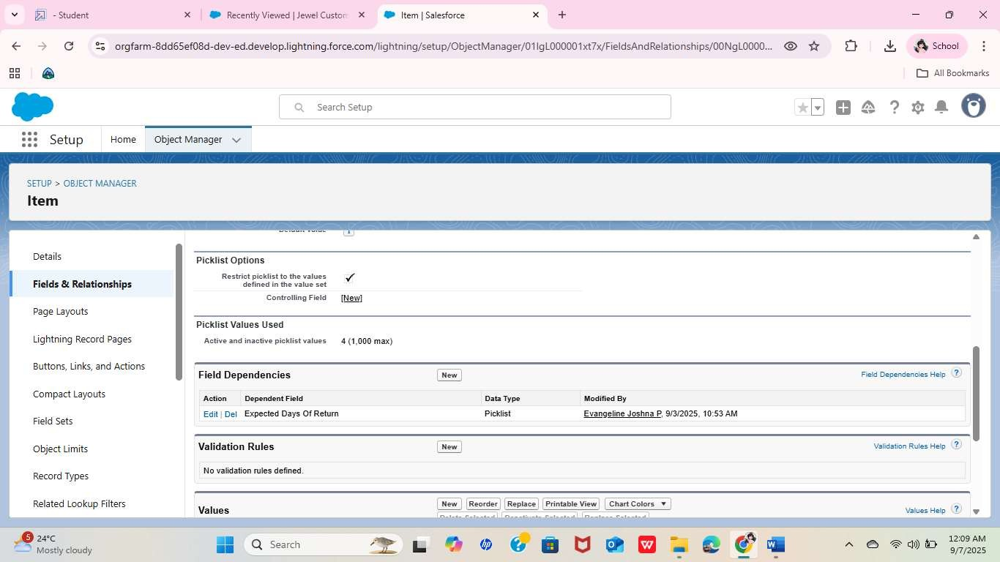 - Student
Recently Viewed | Jewel Custom
Item | Salesforce
orgfarm-8dd65ef08d-dev-ed.develop.lightning.force.com/lightning/setup/ObjectManager/01IgL000001xt7x/FieldsAndRelationships/00NgL0000...
School
All Bookmarks
Search Setup
Setup
Home
Object Manager
SETUP > OBJECT MANAGER
Item
Details
Fields & Relationships
Page Layouts
Lightning Record Pages
Buttons, Links, and Actions
Compact Layouts
Field Sets
Object Limits
Record Types
Related Lookup Filters
Default Value
Picklist Options
Restrict picklist to the values
defined in the value set
Controlling Field [New]
Picklist Values Used
Active and inactive picklist values 4 (1,000 max)
Field Dependencies New Field Dependencies Help ?
Action Dependent Field Data Type Modified By
Edit | Del Expected Days Of Return Picklist Evangeline Joshna P, 9/3/2025, 10:53 AM
Validation Rules New Validation Rules Help ?
No validation rules defined.
Values New Reorder Replace Printable View Chart Colors Values Help ?
Delete Selected Deactivate Selected Replace Selected
5
24°C
Mostly cloudy
Search
12:09 AM
9/7/2025